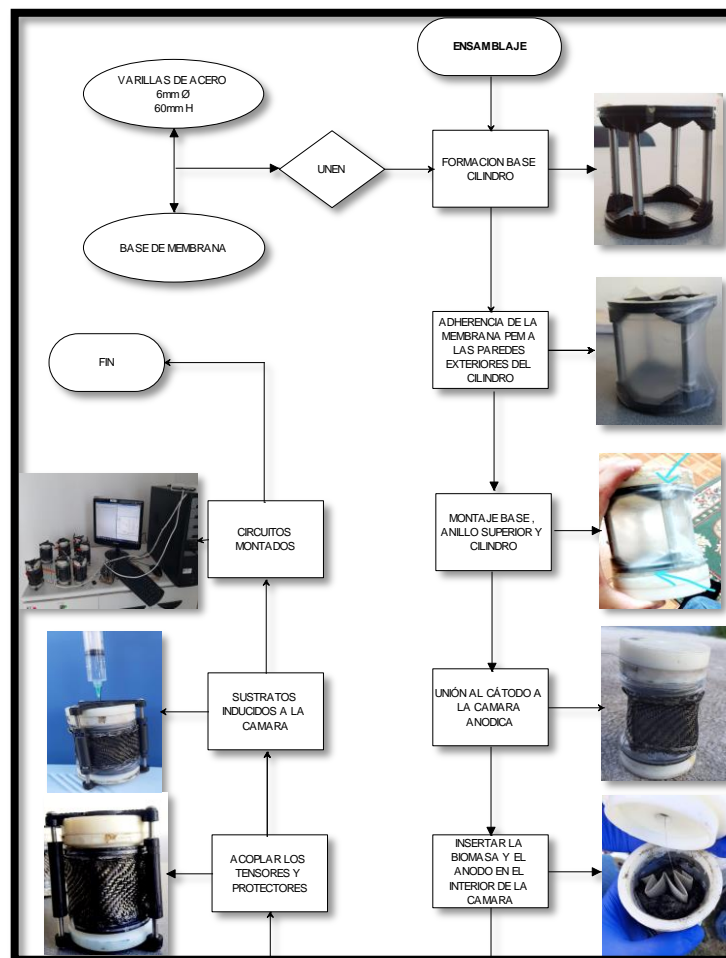 ENSAMBLAJE
VARILLAS DE ACERO
6mm Ø
60mm H
UNEN
FORMACION BASE
CILINDRO
BASE DE MEMBRANA
ADHERENCIA DE LA
MEMBRANA PEM A
LAS PAREDES
EXTERIORES DEL
CILINDRO
FIN
MONTAJE BASE ,
ANILLO SUPERIOR Y
CILINDRO
CIRCUITOS
MONTADOS
UNIÓN AL CÁTODO A
LA CAMARA
ANODICA
SUSTRATOS
INDUCIDOS A LA
CAMARA
INSERTAR LA
BIOMASA Y EL
ANODO EN EL
INTERIOR DE LA
CAMARA
ACOPLAR LOS
TENSORES Y
PROTECTORES